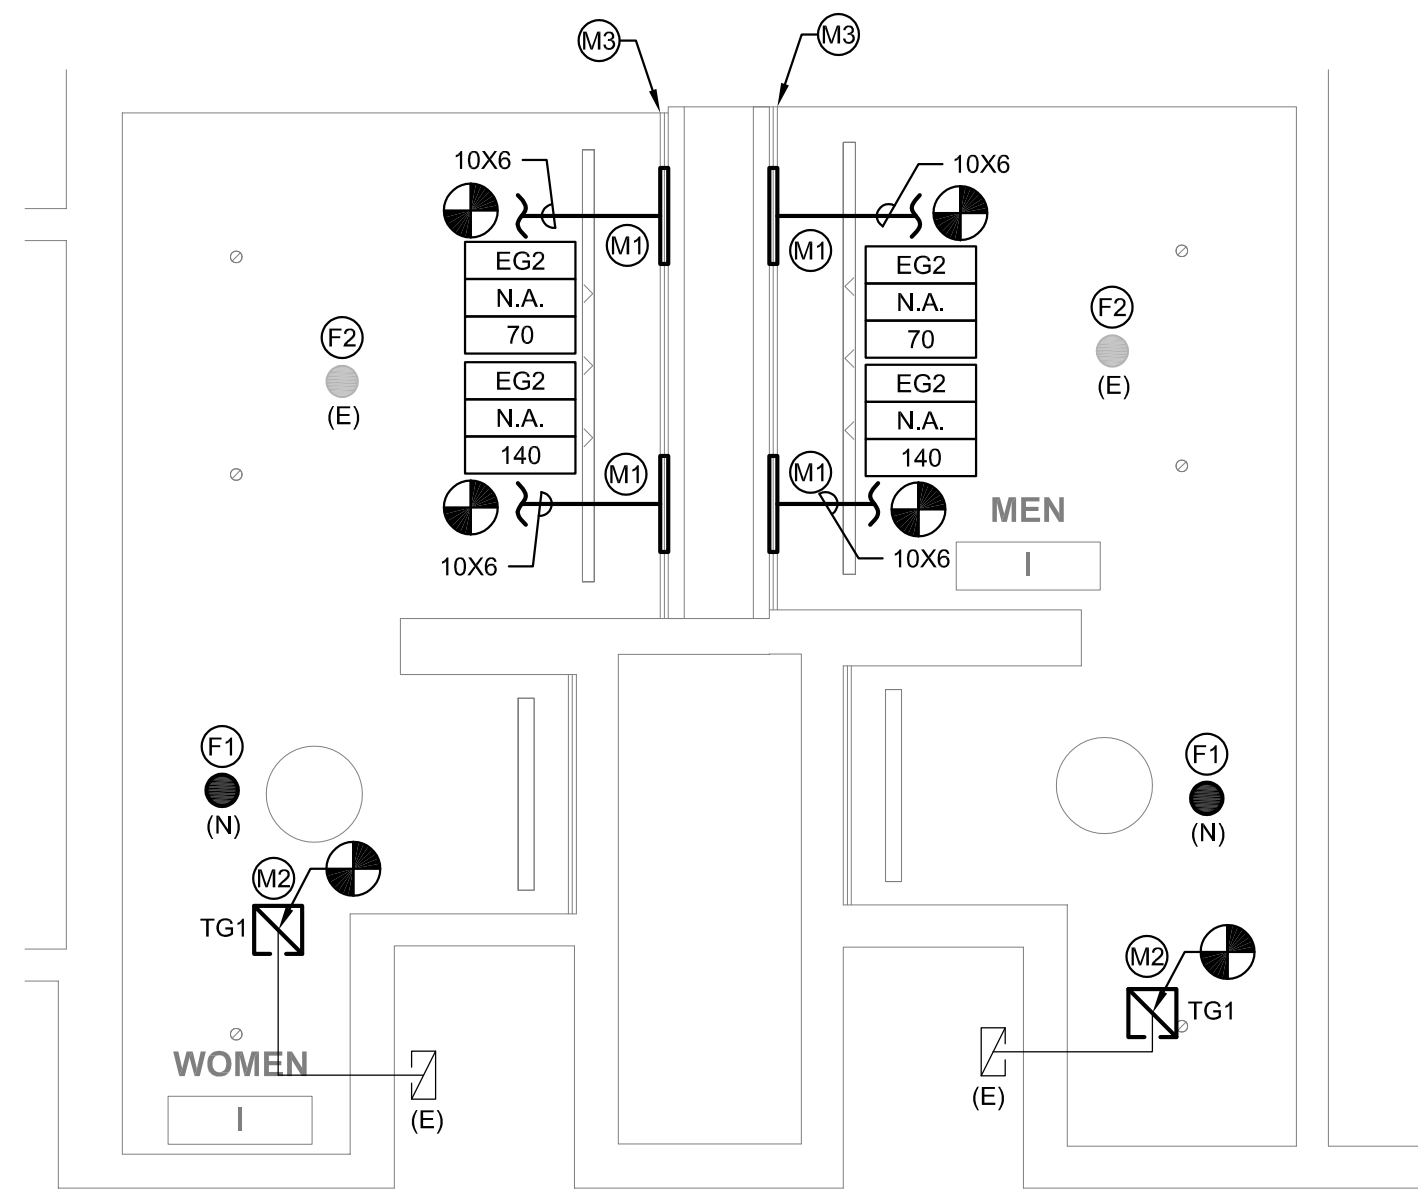 M3
M3
10X6
10X6
M1
M1
EG2
N.A.
70
EG2
N.A.
70
F2
(E)
F2
(E)
EG2
N.A.
140
EG2
N.A.
140
M1
M1
10X6
10X6
MEN
I
F1
(N)
F1
(N)
M2
TG1
M2
TG1
WOMEN
I
(E)
(E)